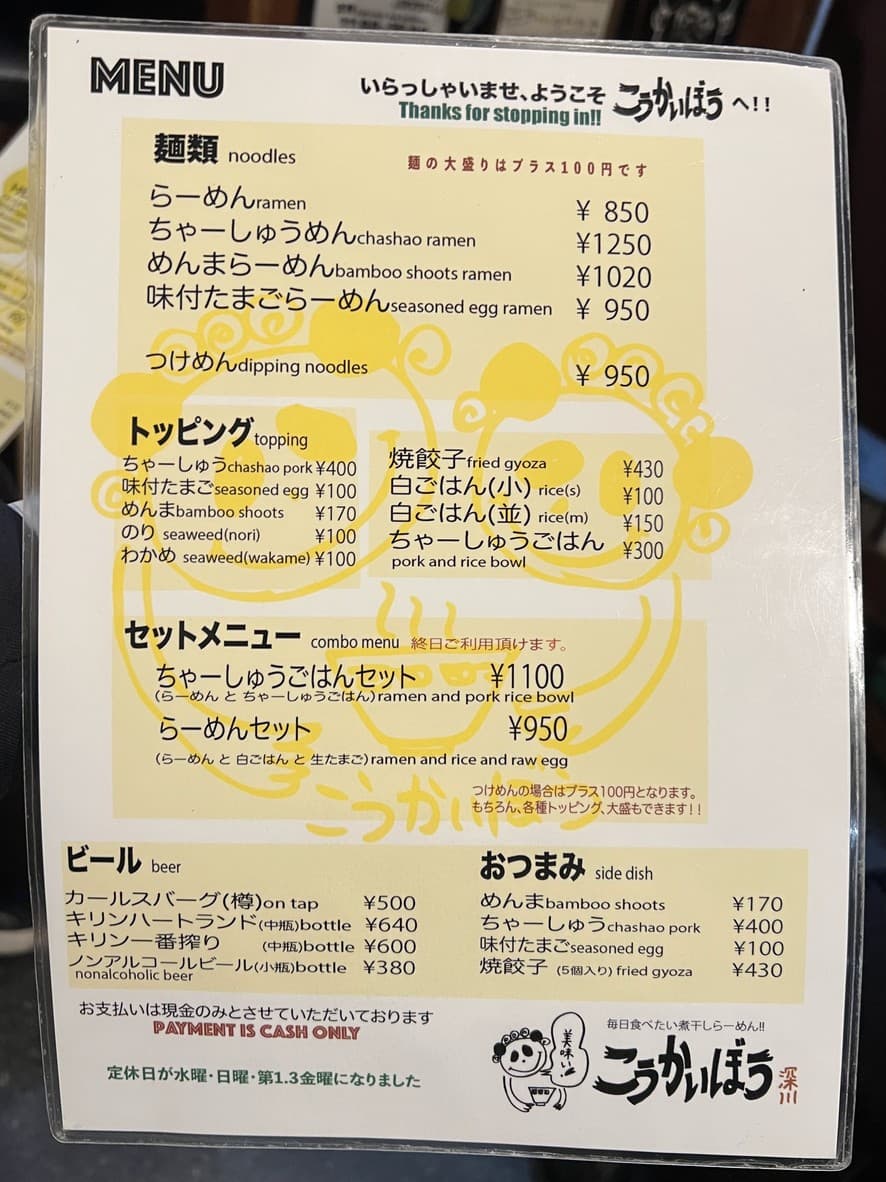 MENU
いらっしゃいませ、ようこそ こうかいぼう へ!!
Thanks for stopping in!!
麺類 noodles 麺の大盛りはプラス100円です
らーめんramen ¥ 850
ちゃーしゅうめんchashao ramen ¥1250
めんまらーめんbamboo shoots ramen ¥1020
味付たまごらーめんseasoned egg ramen ¥ 950
つけめんdipping noodles ¥ 950
トッピングtopping
ちゃーしゅうchashao pork ¥400
味付たまごseasoned egg ¥100
めんまbamboo shoots ¥170
のり seaweed(nori) ¥100
わかめ seaweed(wakame) ¥100
焼餃子fried gyoza ¥430
白ごはん(小) rice(s) ¥100
白ごはん(並) rice(m) ¥150
ちゃーしゅうごはん ¥300
pork and rice bowl
セットメニュー combo menu 終日ご利用頂けます。
ちゃーしゅうごはんセット ¥1100
(らーめん と ちゃーしゅうごはん)ramen and pork rice bowl
らーめんセット ¥950
(らーめん と 白ごはん と 生たまご)ramen and rice and raw egg
つけめんの場合はプラス100円となります。
もちろん、各種トッピング、大盛もできます!!
こうかいぼう
ビール beer
カールスバーグ(樽)on tap ¥500
キリンハートランド(中瓶)bottle ¥640
キリン一番搾り (中瓶)bottle ¥600
ノンアルコールビール(小瓶)bottle ¥380
nonalcoholic beer
おつまみ side dish
めんまbamboo shoots ¥170
ちゃーしゅうchashao pork ¥400
味付たまごseasoned egg ¥100
焼餃子 (5個入り) fried gyoza ¥430
お支払いは現金のみとさせていただいております
PAYMENT IS CASH ONLY
定休日が水曜・日曜・第1.3金曜になりました
美味い!!
毎日食べたい煮干しらーめん!!
こうかいぼう 深川